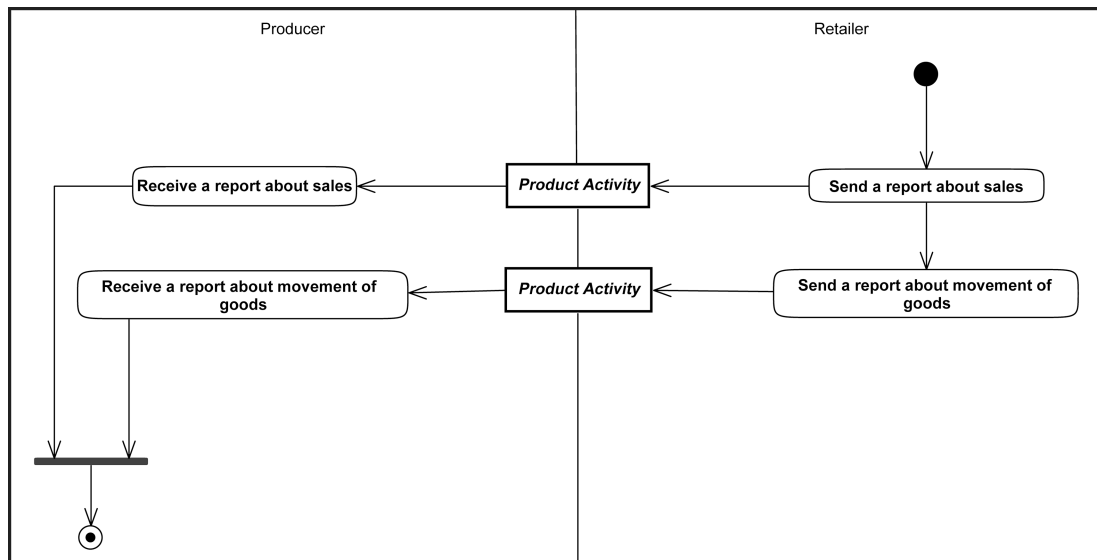 Producer
Retailer
Receive a report about sales
Product Activity
Send a report about sales
Receive a report about movement of
goods
Product Activity
Send a report about movement of
goods